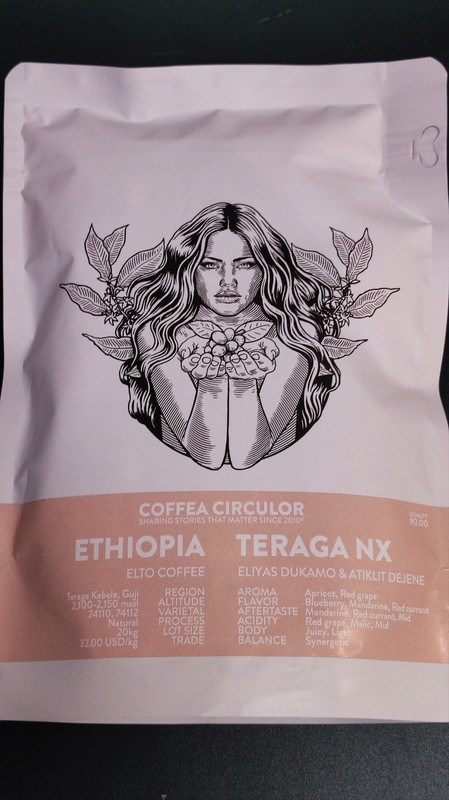 COFFEA CIRCULOR
SHARING STORIES THAT MATTER SINCE 2010®
QUALITY
90.00
ETHIOPIA TERAGA NX
ELTO COFFEE ELIYAS DUKAMO & ATIKLIT DEJENE
Teraga Kebele, Guji REGION AROMA Apricot, Red grape
2,100-2,150 masl ALTITUDE FLAVOR Blueberry, Mandarine, Red currant
74110, 74112 VARIETAL AFTERTASTE Mandarine, Red currant, Mid
Natural PROCESS ACIDITY Red grape, Malic, Mid
20kg LOT SIZE BODY Juicy, Light
32.00 USD/kg TRADE BALANCE Synergetic